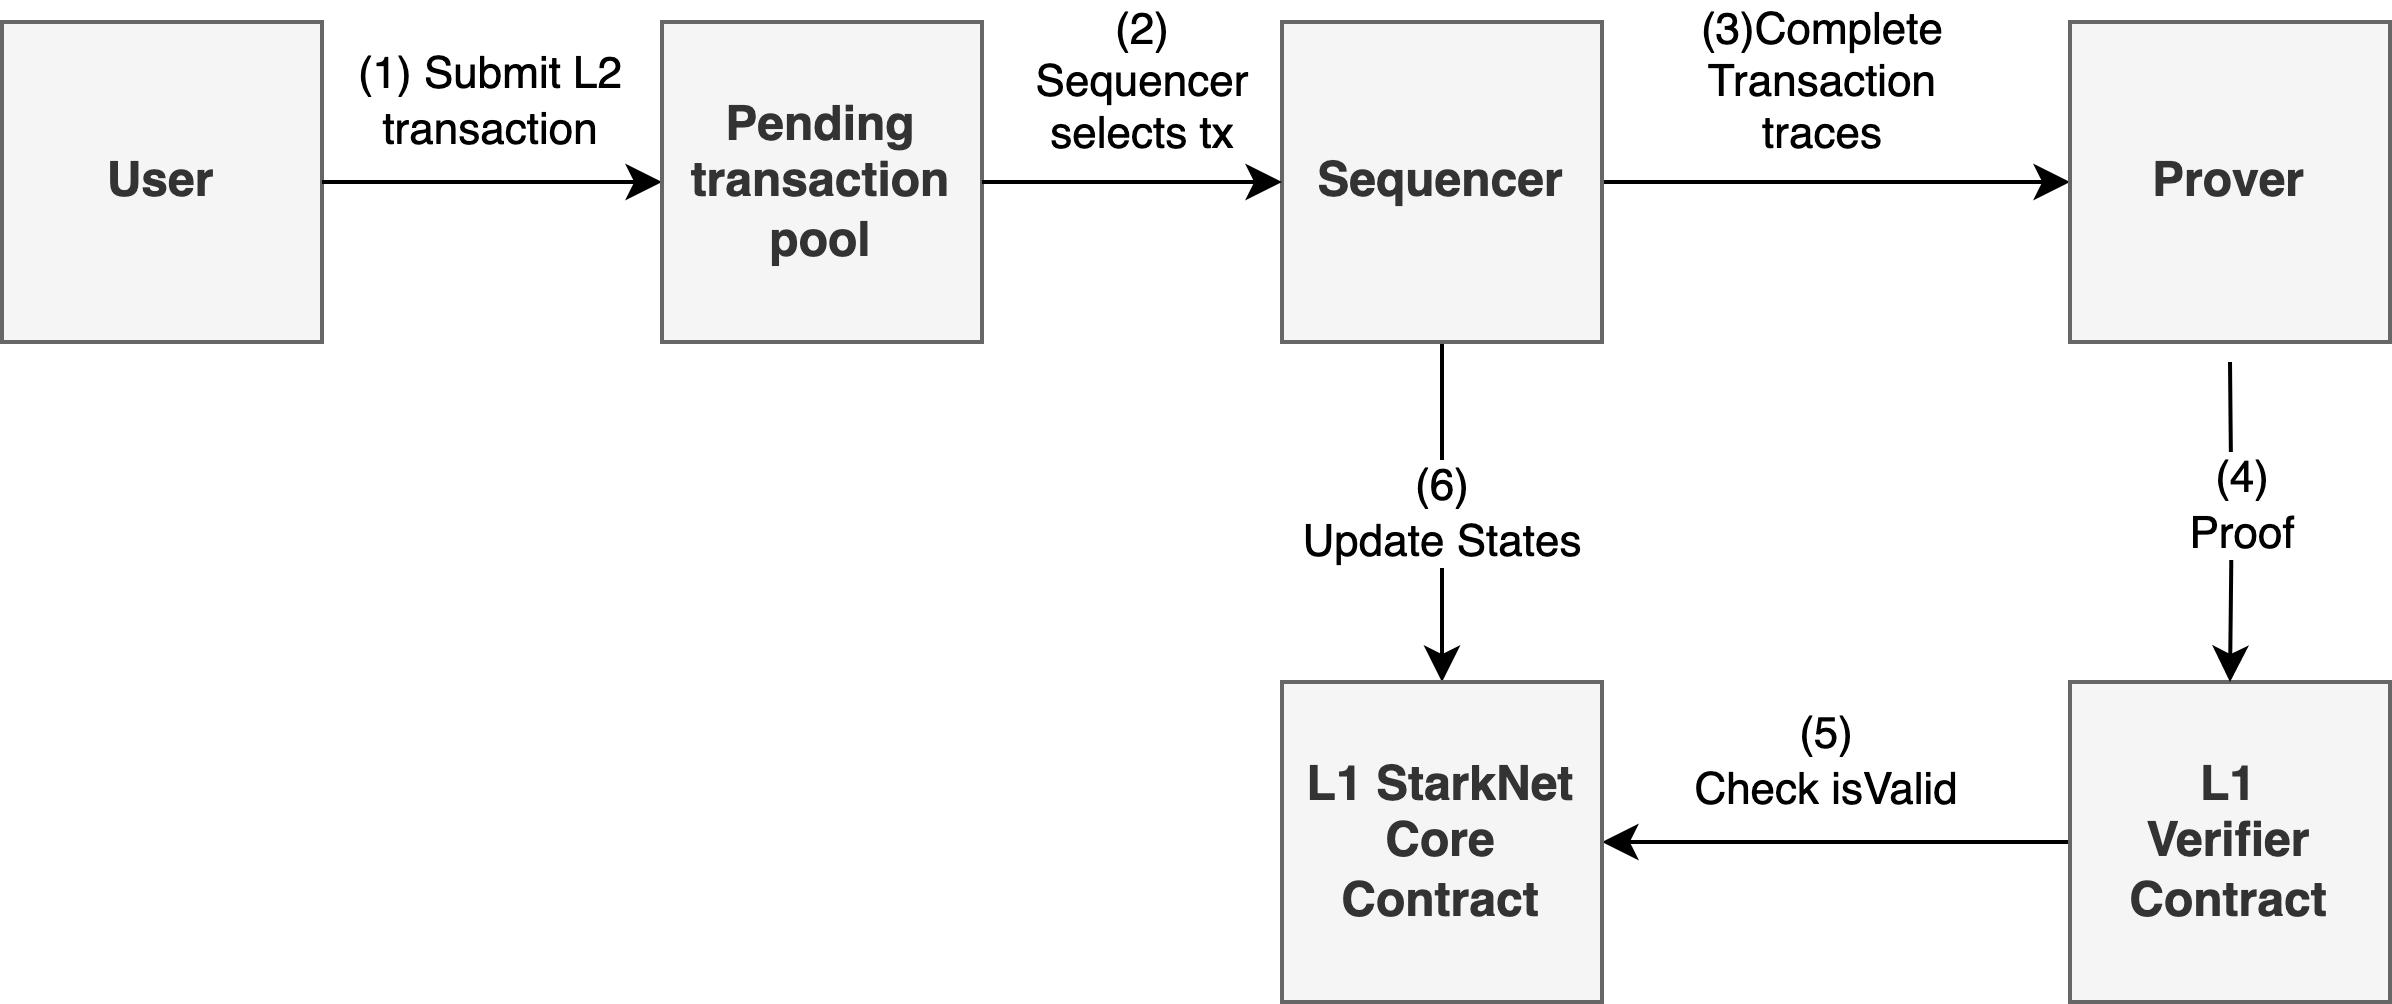 User
(1) Submit L2
transaction
Pending
transaction
pool
(2)
Sequencer
selects tx
Sequencer
(3)Complete
Transaction
traces
Prover
(6)
Update States
(4)
Proof
L1 StarkNet
Core
Contract
(5)
Check isValid
L1
Verifier
Contract